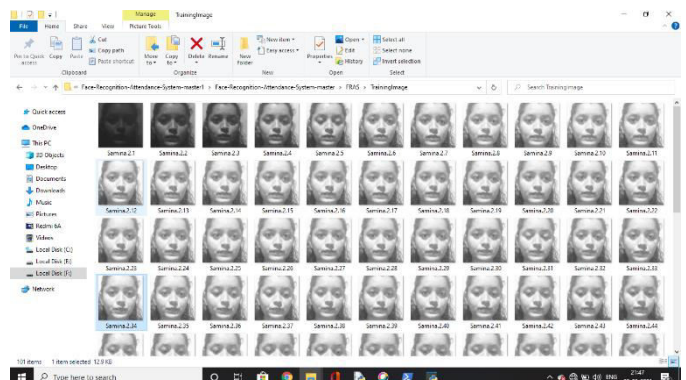 Manage TrainingImage
File Home Share View Picture Tools
Pin to Quick access
Copy
Paste
Cut
Copy path
Paste shortcut
Move to
Copy to
Delete
Rename
New folder
New item
Easy access
Properties
Open
Edit
History
Select all
Select none
Invert selection
Clipboard Organize New Open Select
Face-Recognition-Attendance-System-master1 › Face-Recognition-Attendance-System-master › FRAS › TrainingImage
Search TrainingImage
Quick access
OneDrive
This PC
3D Objects
Desktop
Documents
Downloads
Music
Pictures
Redmi 6A
Videos
Local Disk (C:)
Local Disk (E:)
Local Disk (F:)
Network
Samina.2.1 Samina.2.2 Samina.2.3 Samina.2.4 Samina.2.5 Samina.2.6 Samina.2.7 Samina.2.8 Samina.2.9 Samina.2.10 Samina.2.11
Samina.2.12 Samina.2.13 Samina.2.14 Samina.2.15 Samina.2.16 Samina.2.17 Samina.2.18 Samina.2.19 Samina.2.20 Samina.2.21 Samina.2.22
Samina.2.23 Samina.2.24 Samina.2.25 Samina.2.26 Samina.2.27 Samina.2.28 Samina.2.29 Samina.2.30 Samina.2.31 Samina.2.32 Samina.2.33
Samina.2.34 Samina.2.35 Samina.2.36 Samina.2.37 Samina.2.38 Samina.2.39 Samina.2.40 Samina.2.41 Samina.2.42 Samina.2.43 Samina.2.44
101 items 1 item selected 12.9 KB
Type here to search
ENG
21:47